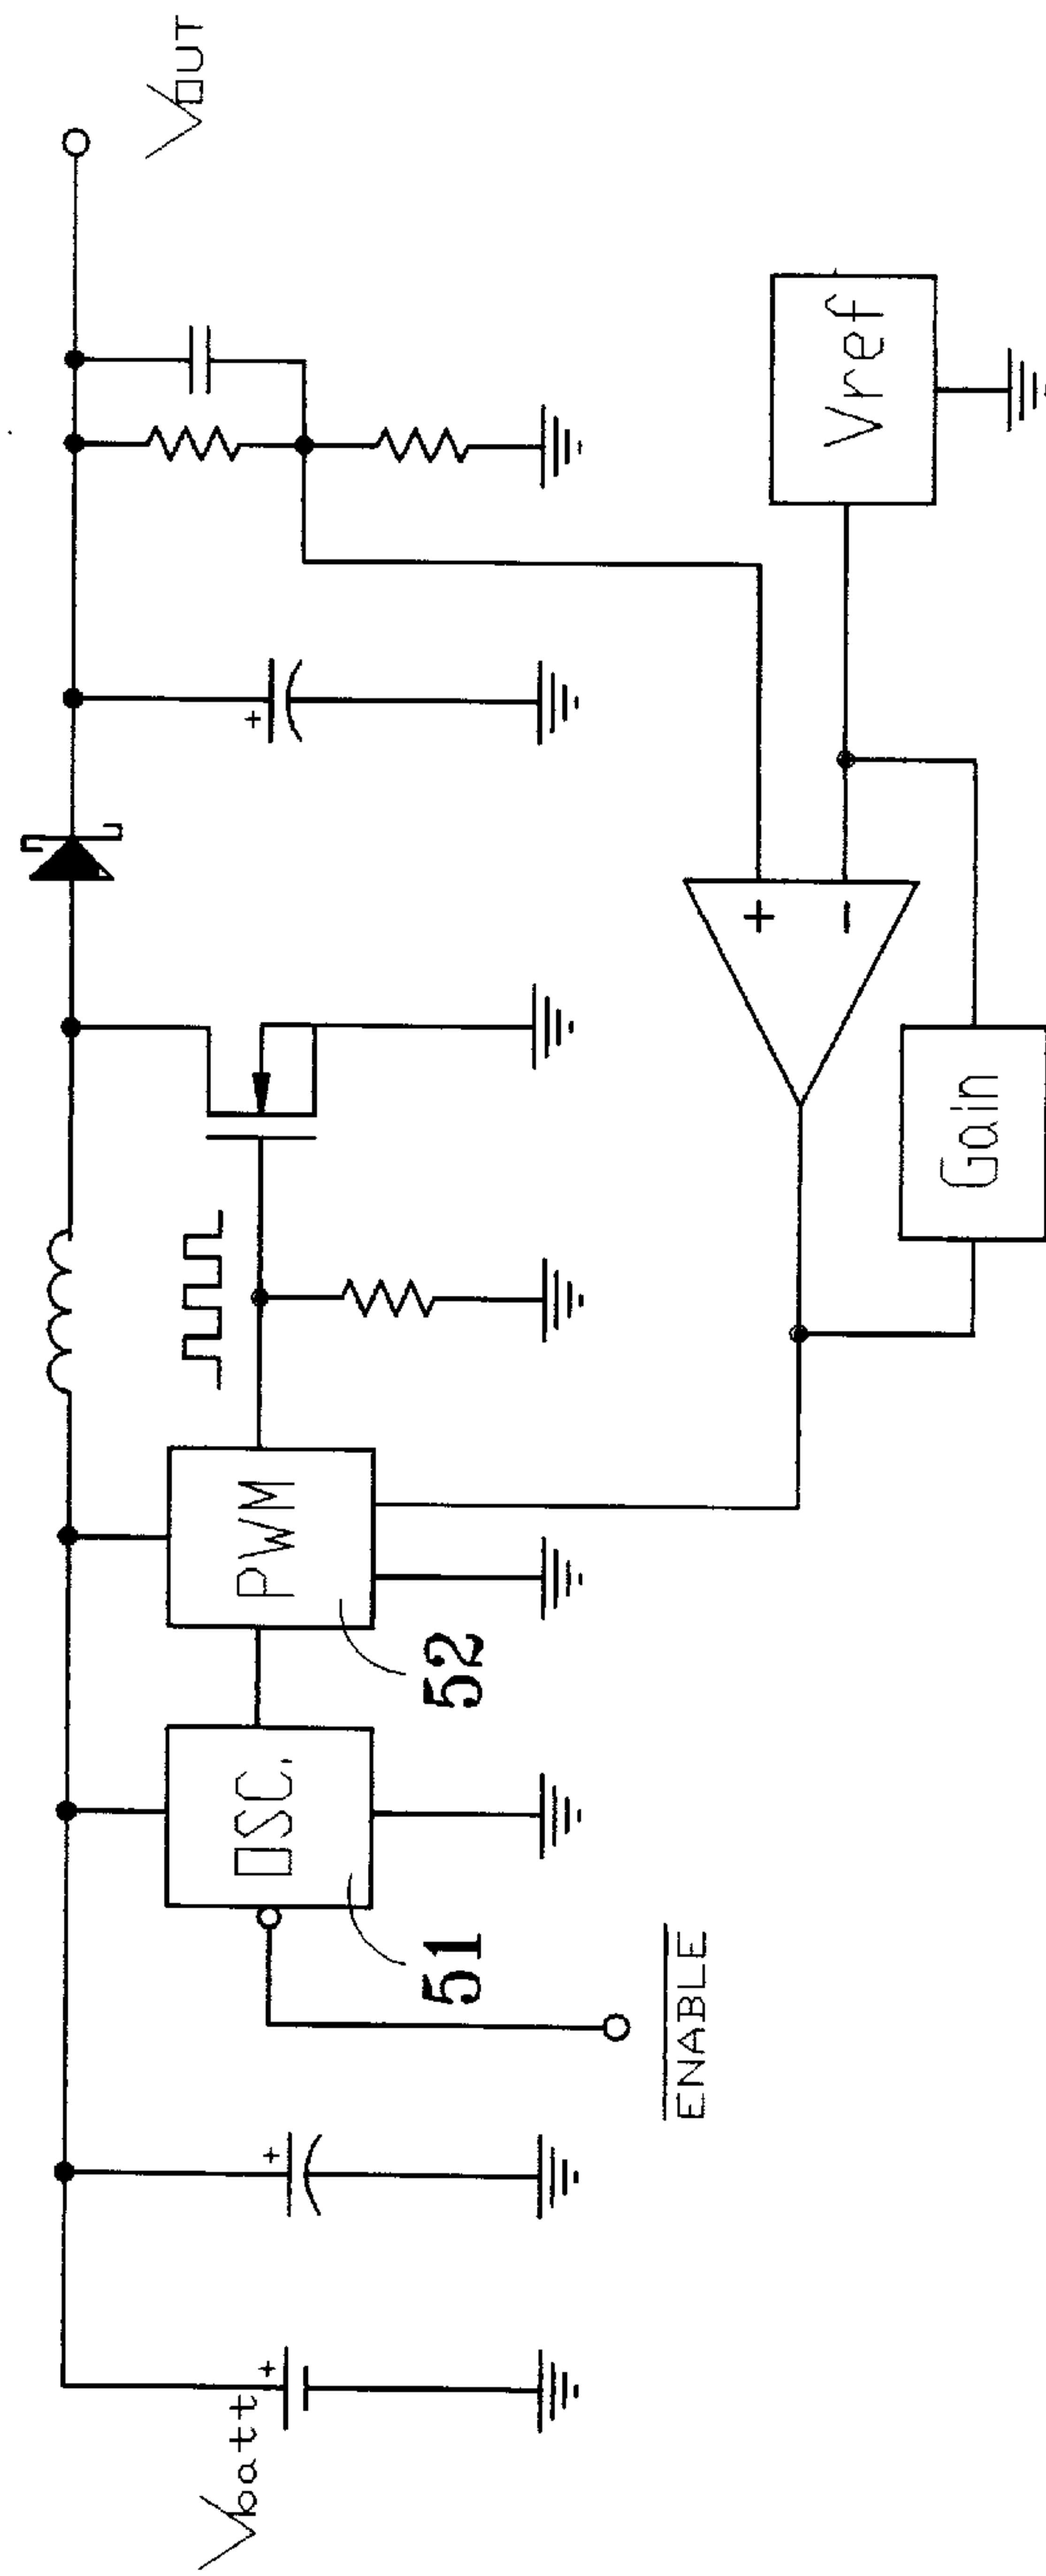 Vbatt
+
+
ENABLE
51
OSC.
52
PWM
+
VOUT
+
-
Gain
Vref